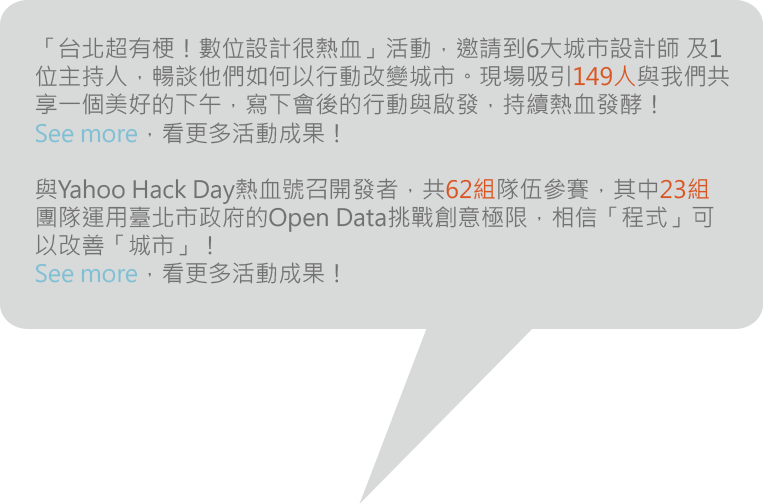 「台北超有梗！數位設計很熱血」活動，邀請到6大城市設計師 及1
位主持人，暢談他們如何以行動改變城市。現場吸引149人與我們共
享一個美好的下午，寫下會後的行動與啟發，持續熱血發酵！
See more，看更多活動成果！
與Yahoo Hack Day熱血號召開發者，共62組隊伍參賽，其中23組
團隊運用臺北市政府的Open Data挑戰創意極限，相信「程式」可
以改善「城市」！
See more，看更多活動成果！